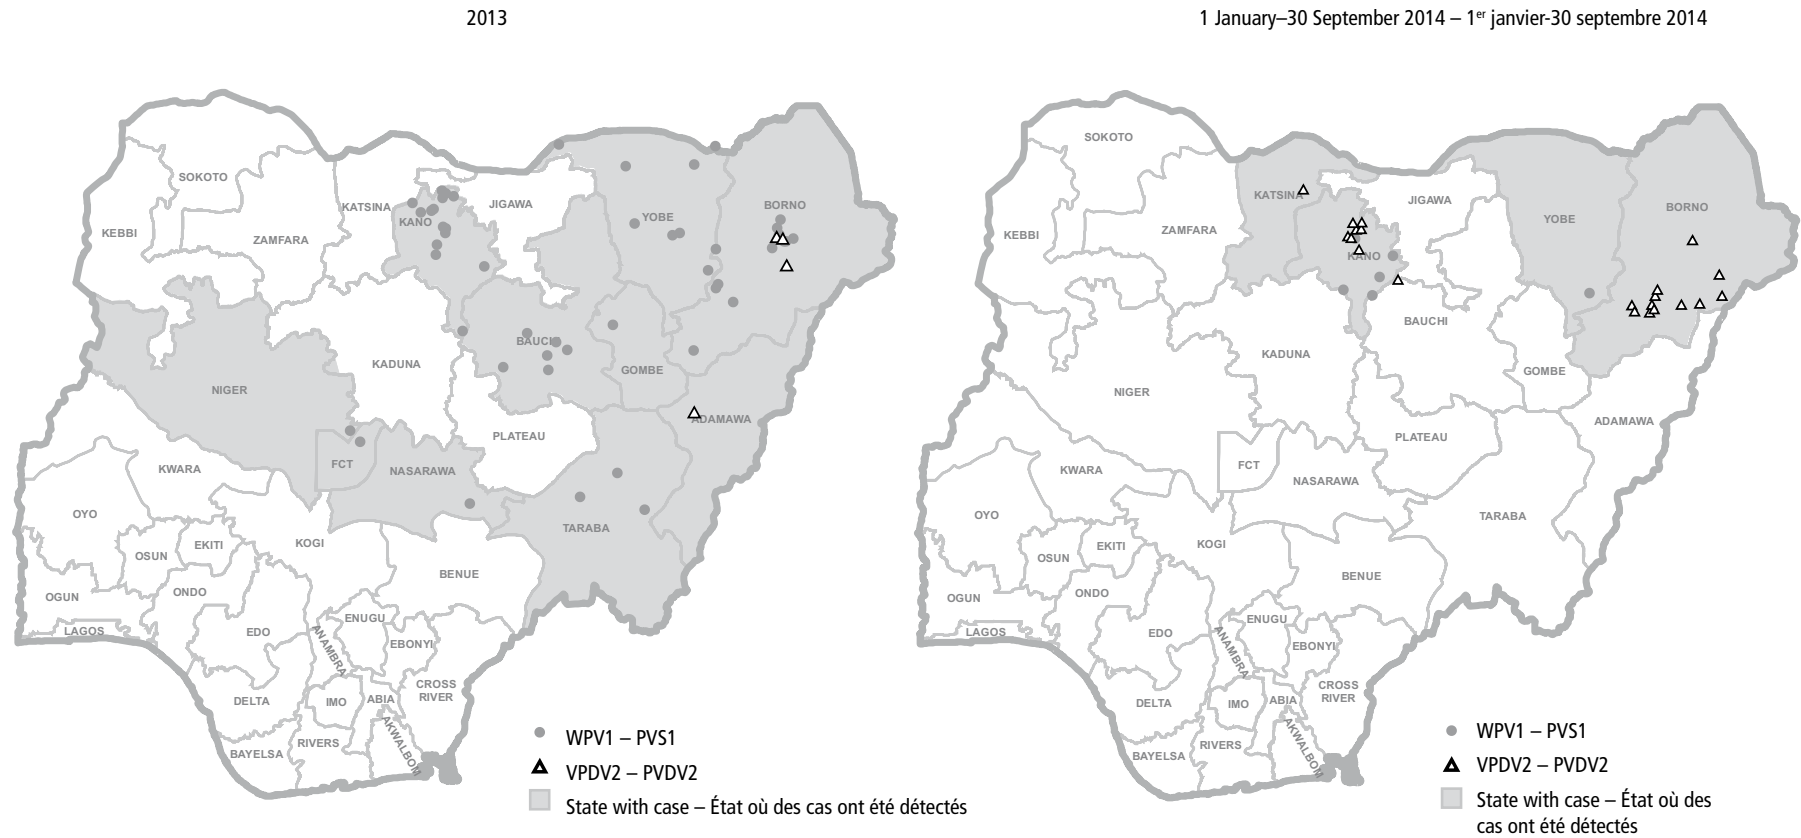 2013
1 January–30 September 2014 – 1er janvier-30 septembre 2014
SOKOTO
KEBBI
ZAMFARA
KATSINA
KANO
JIGAWA
YOBE
BORNO
BAUCHI
GOMBE
ADAMAWA
KADUNA
NIGER
PLATEAU
FCT
NASARAWA
KWARA
TARABA
OYO
KOGI
OSUN
EKITI
BENUE
OGUN
ONDO
LAGOS
EDO
ENUGU
ANAMBRA
EBONYI
CROSS
RIVER
DELTA
IMO
ABIA
AKWAIBOM
BAYELSA
RIVERS
WPV1 – PVS1
VPDV2 – PVDV2
State with case – État où des cas ont été détectés
SOKOTO
KEBBI
ZAMFARA
KATSINA
KANO
JIGAWA
YOBE
BORNO
BAUCHI
GOMBE
ADAMAWA
KADUNA
NIGER
PLATEAU
FCT
NASARAWA
KWARA
TARABA
OYO
KOGI
OSUN
EKITI
BENUE
OGUN
ONDO
LAGOS
EDO
ENUGU
ANAMBRA
EBONYI
CROSS
RIVER
DELTA
IMO
ABIA
AKWAIBOM
BAYELSA
RIVERS
WPV1 – PVS1
VPDV2 – PVDV2
State with case – État où des
cas ont été détectés